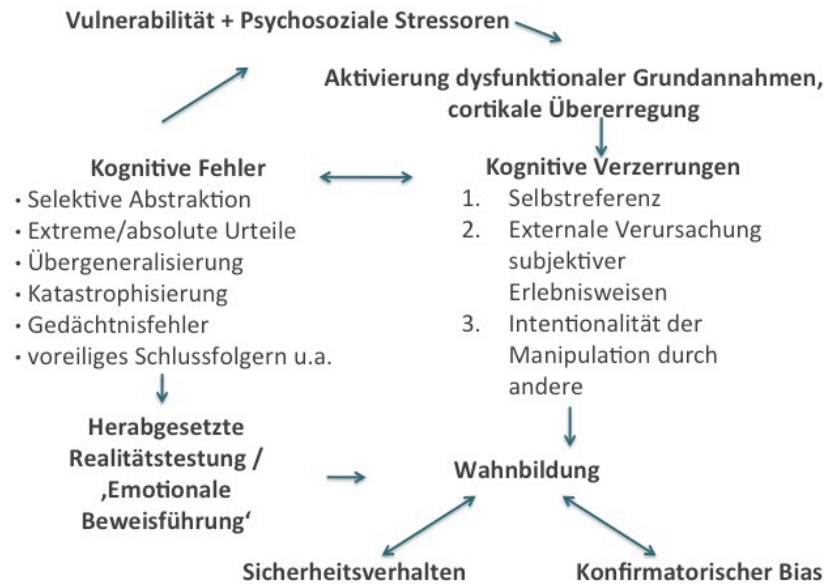 Vulnerabilität + Psychosoziale Stressoren
Aktivierung dysfunktionaler Grundannahmen,
cortikale Übererregung
Kognitive Fehler
• Selektive Abstraktion
• Extreme/absolute Urteile
• Übergeneralisierung
• Katastrophisierung
• Gedächtnisfehler
• voreiliges Schlussfolgern u.a.
Kognitive Verzerrungen
1. Selbstreferenz
2. Externale Verursachung
subjektiver
Erlebnisweisen
3. Intentionalität der
Manipulation durch
andere
Herabgesetzte
Realitätstestung /
‚Emotionale
Beweisführung‘
Wahnbildung
Sicherheitsverhalten
Konfirmatorischer Bias